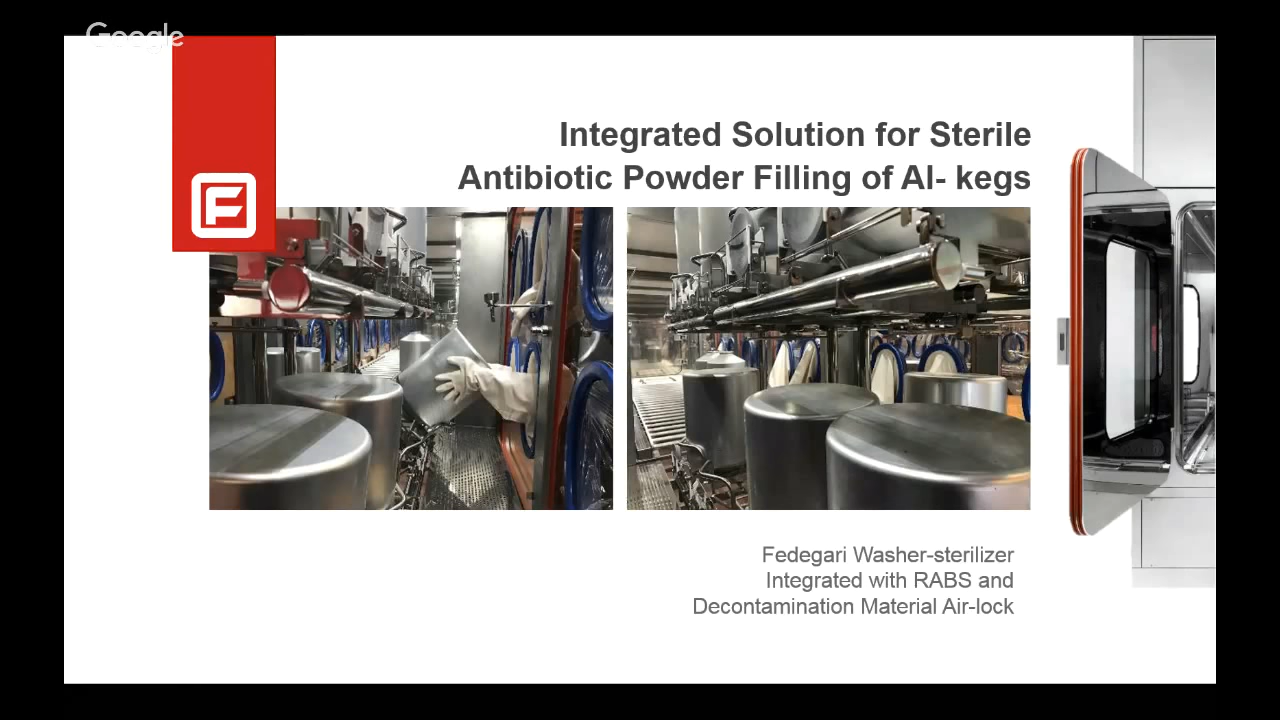 Google
Integrated Solution for Sterile
Antibiotic Powder Filling of Al- kegs
Fedegari Washer-sterilizer
Integrated with RABS and
Decontamination Material Air-lock